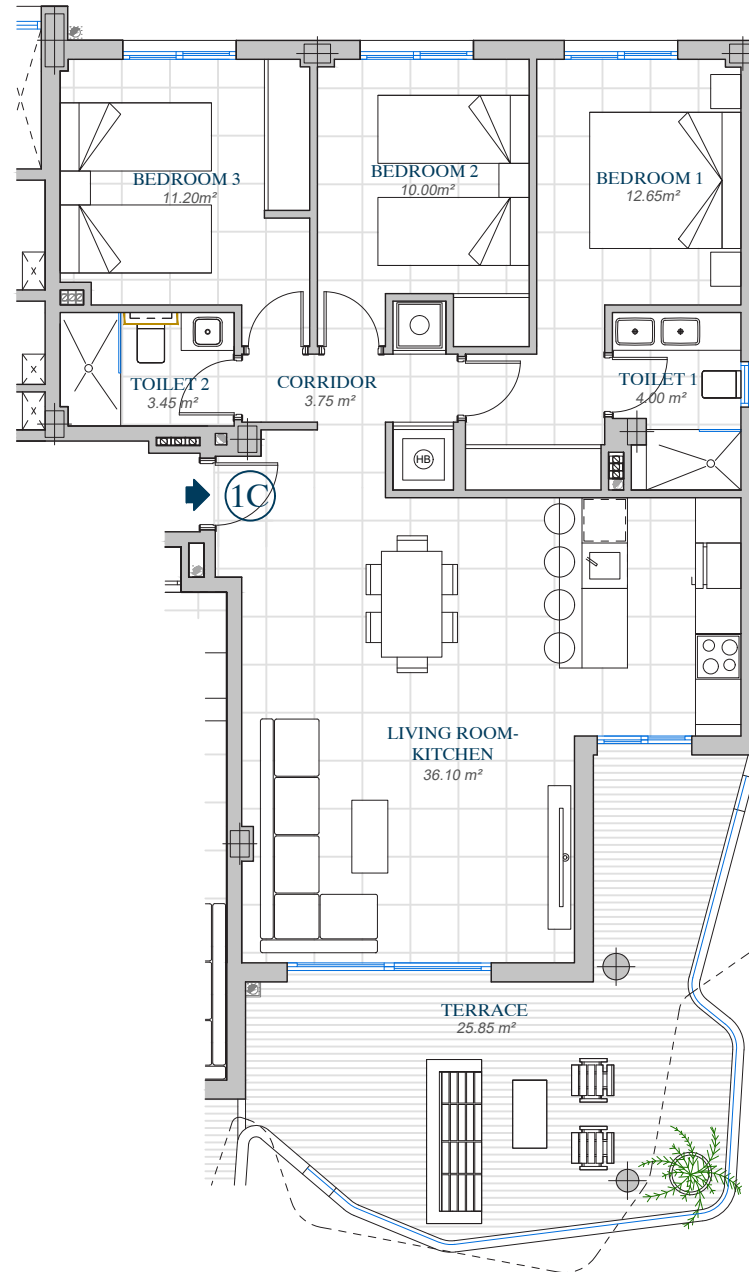 BEDROOM 3
11.20m²
BEDROOM 2
10.00m²
BEDROOM 1
12.65m²
TOILET 2
3.45 m²
CORRIDOR
3.75 m²
TOILET 1
4.00 m²
HB
1C
X
X
X
LIVING ROOM-
KITCHEN
36.10 m²
TERRACE
25.85 m²